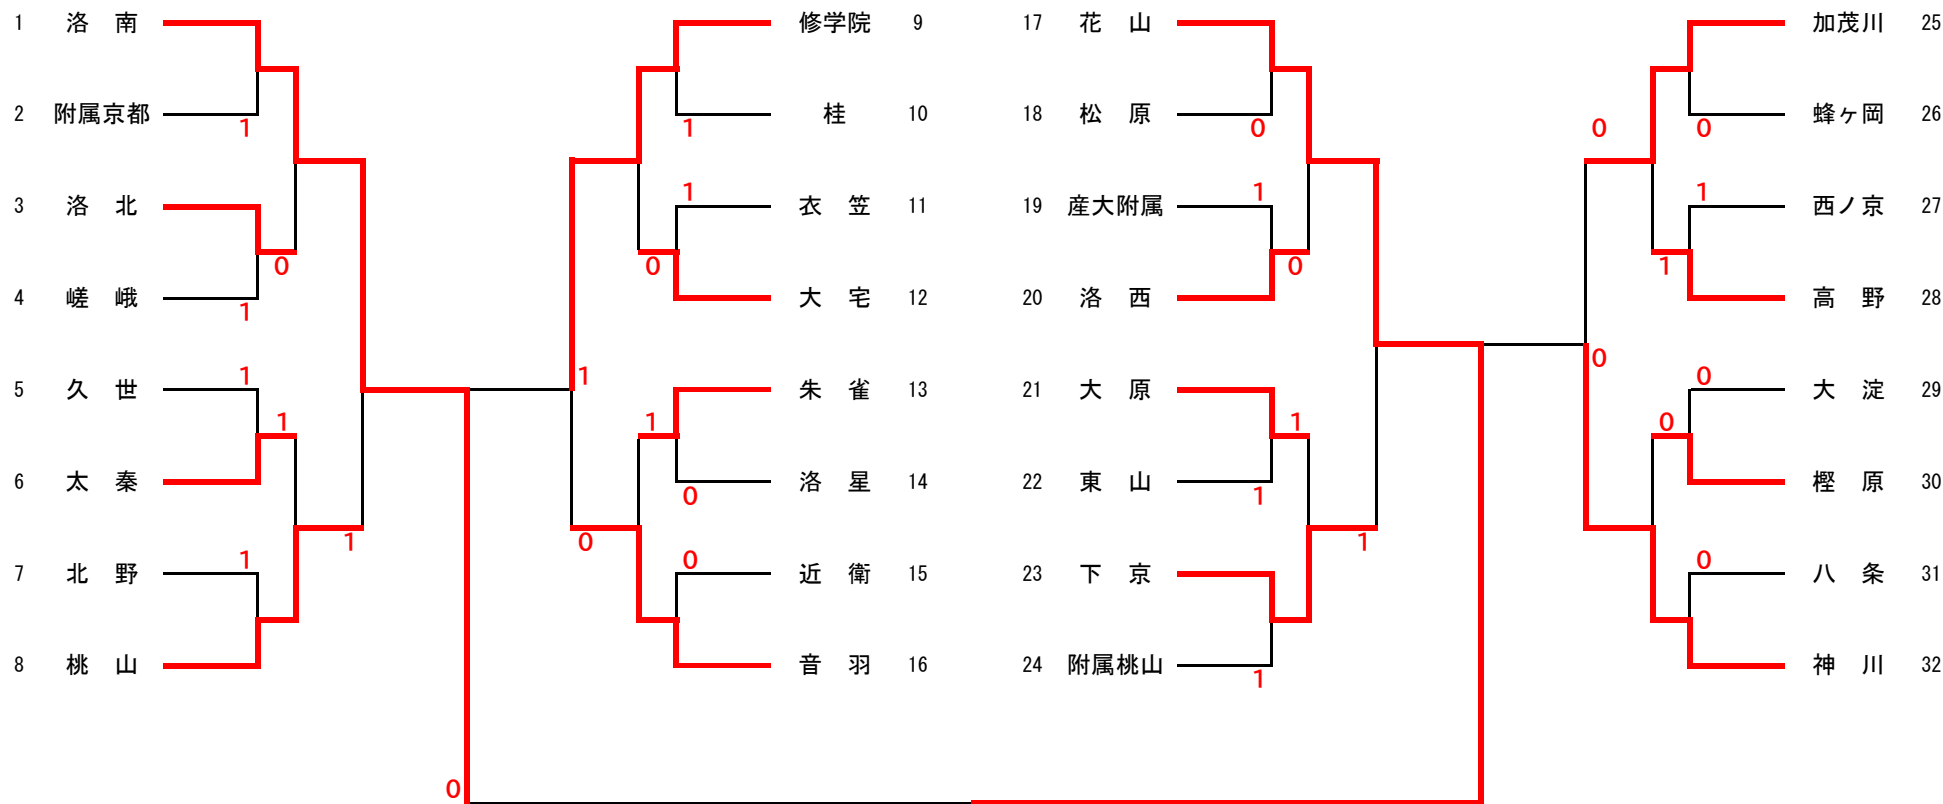 1 洛 南 修学院 9 17 花 山 加茂川 25
2 附属京都 桂 10 18 松 原 蜂ヶ岡 26
1 1 0 0 0
1 1 1
3 洛 北 衣 笠 11 19 産大附属 西ノ京 27
0 0 0 1
4 嵯 峨 大 宅 12 20 洛 西 高 野 28
1
0
1 1 0
5 久 世 朱 雀 13 21 大 原 大 淀 29
1 1 1 0
6 太 秦 洛 星 14 22 東 山 樫 原 30
0 1
1 0 1
1 0 0
7 北 野 近 衛 15 23 下 京 八 条 31
8 桃 山 音 羽 16 24 附属桃山 神 川 32
1
0